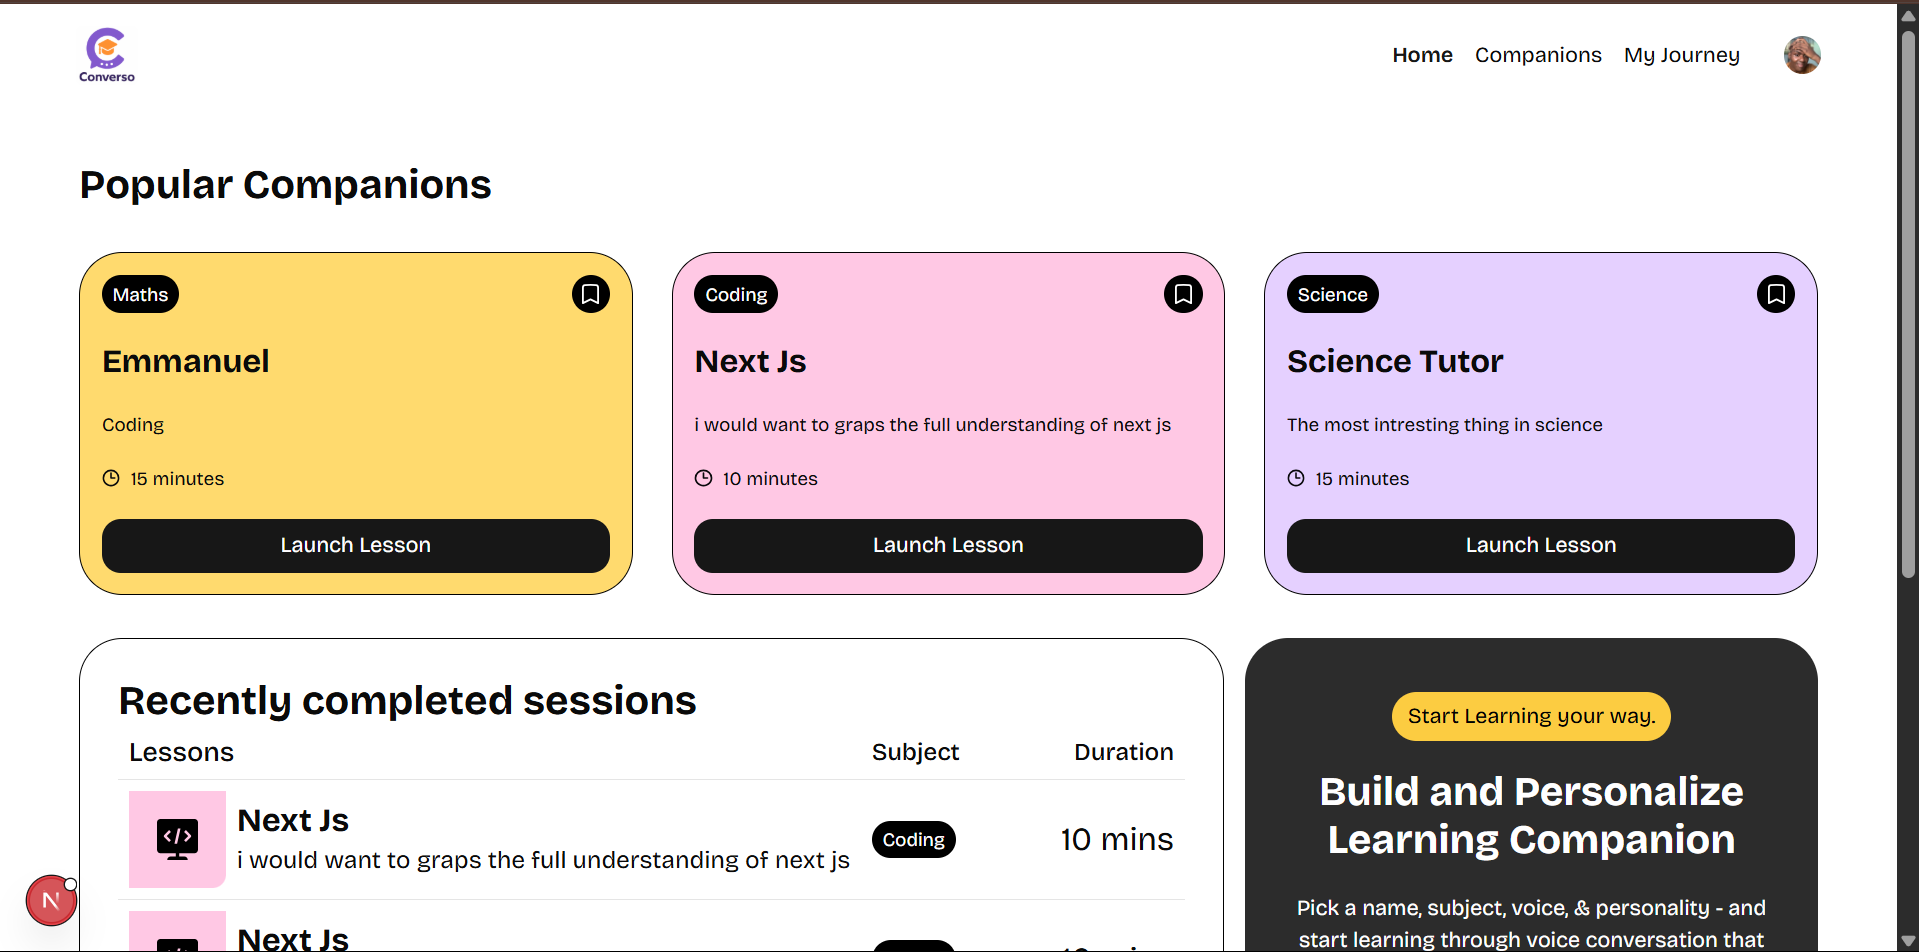 Converso
Home Companions My Journey
Popular Companions
Maths
Emmanuel
Coding
15 minutes
Launch Lesson
Coding
Next Js
i would want to graps the full understanding of next js
10 minutes
Launch Lesson
Science
Science Tutor
The most intresting thing in science
15 minutes
Launch Lesson
Recently completed sessions
Lessons Subject Duration
Next Js
i would want to graps the full understanding of next js
Coding
10 mins
Next Js
Start Learning your way.
Build and Personalize
Learning Companion
Pick a name, subject, voice, & personality - and
start learning through voice conversation that
N